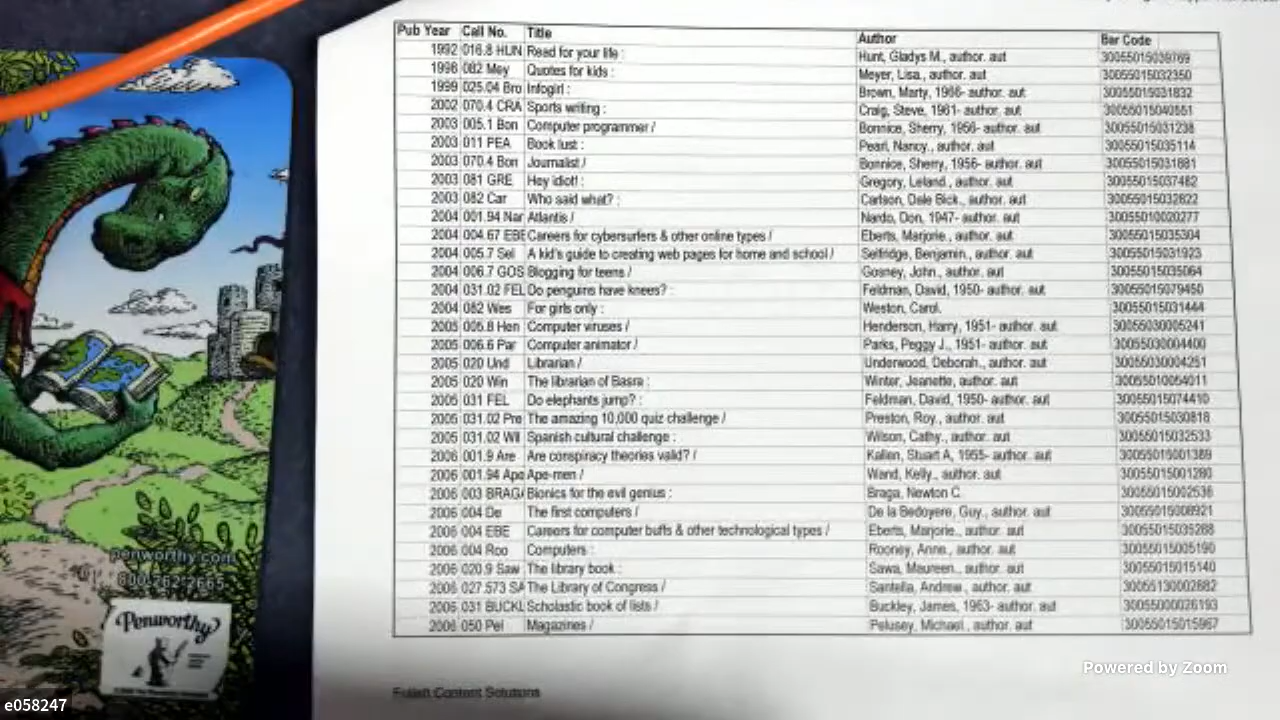 Pub Year Call No. Title Author Bar Code
1992 016.8 HUN Read for your life : Hunt, Gladys M., author. aut 30055015039769
1996 082 Mey Quotes for kids : Meyer, Lisa., author. aut 30055015032350
1999 025.04 Bro Infogirl : Brown, Marty, 1966- author. aut 30055015031832
2002 070.4 CRA Sports writing : Craig, Steve, 1961- author. aut 30055015040551
2003 005.1 Bon Computer programmer / Bonnice, Sherry, 1956- author. aut 30055015031238
2003 011 PEA Book lust : Pearl, Nancy., author. aut 30055015035114
2003 070.4 Bon Journalist / Bonnice, Sherry, 1956- author. aut 30055015031881
2003 081 GRE Hey idiot! : Gregory, Leland., author. aut 30055015037482
2003 082 Car Who said what? : Carlson, Dale Bick., author. aut 30055015032622
2004 001.94 Nar Atlantis / Nardo, Don, 1947- author. aut 30055010020277
2004 004.67 EBE Careers for cybersurfers & other online types / Eberts, Marjorie., author. aut 30055015035304
2004 005.7 Sel A kid's guide to creating web pages for home and school / Selfridge, Benjamin., author. aut 30055015031923
2004 006.7 GOS Blogging for teens / Gosney, John., author. aut 30055015035064
2004 031.02 FEL Do penguins have knees? : Feldman, David, 1950- author. aut 30055015079450
2004 082 Wes For girls only : Weston, Carol. 30055015031444
2005 005.8 Hen Computer viruses / Henderson, Harry, 1951- author. aut 30055030005241
2005 006.6 Par Computer animator / Parks, Peggy J., 1951- author. aut 30055030004400
2005 020 Und Librarian / Underwood, Deborah., author. aut 30055030004251
2005 020 Win The librarian of Basra : Winter, Jeanette, author. aut 30055010054011
2005 031 FEL Do elephants jump? : Feldman, David, 1950- author. aut 30055015074410
2005 031.02 Pre The amazing 10,000 quiz challenge / Preston, Roy., author. aut 30055015030818
2005 031.02 Wil Spanish cultural challenge : Wilson, Cathy., author. aut 30055015032533
2006 001.9 Are Are conspiracy theories valid? / Kallen, Stuart A, 1955- author. aut 30055015001389
2006 001.94 Ape Ape-men / Wand, Kelly., author. aut 30055015001280
2006 003 BRAGA Bionics for the evil genius : Braga, Newton C. 30055015002536
2006 004 De The first computers / De la Bedoyere, Guy., author. aut 30055015008921
2006 004 EBE Careers for computer buffs & other technological types / Eberts, Marjorie., author. aut 30055015035288
2006 004 Roo Computers : Rooney, Anne., author. aut 30055015005190
2006 020.9 Saw The library book : Sawa, Maureen., author. aut 30055015015140
2006 027.573 SA The Library of Congress / Santella, Andrew., author. aut 30055130002682
2006 031 BUCKL Scholastic book of lists / Buckley, James, 1963- author. aut 30055000026193
2006 050 Pel Magazines / Pelusey, Michael., author. aut 30055015015967
Follett Content Solutions
penworthy.com
800-262-2665
Penworthy
Powered by Zoom
e058247